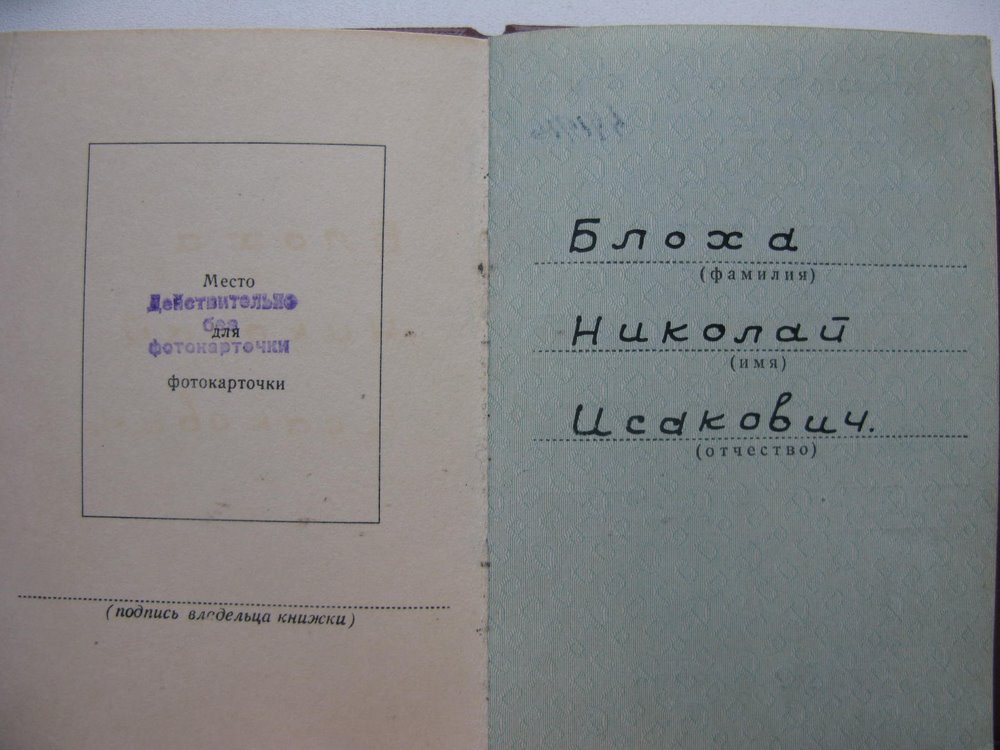 Место
Действительно
без
для
фотокарточки
фотокарточки
(подпись владельца книжки)
Блоха
(фамилия)
Николай
(имя)
Исакович.
(отчество)